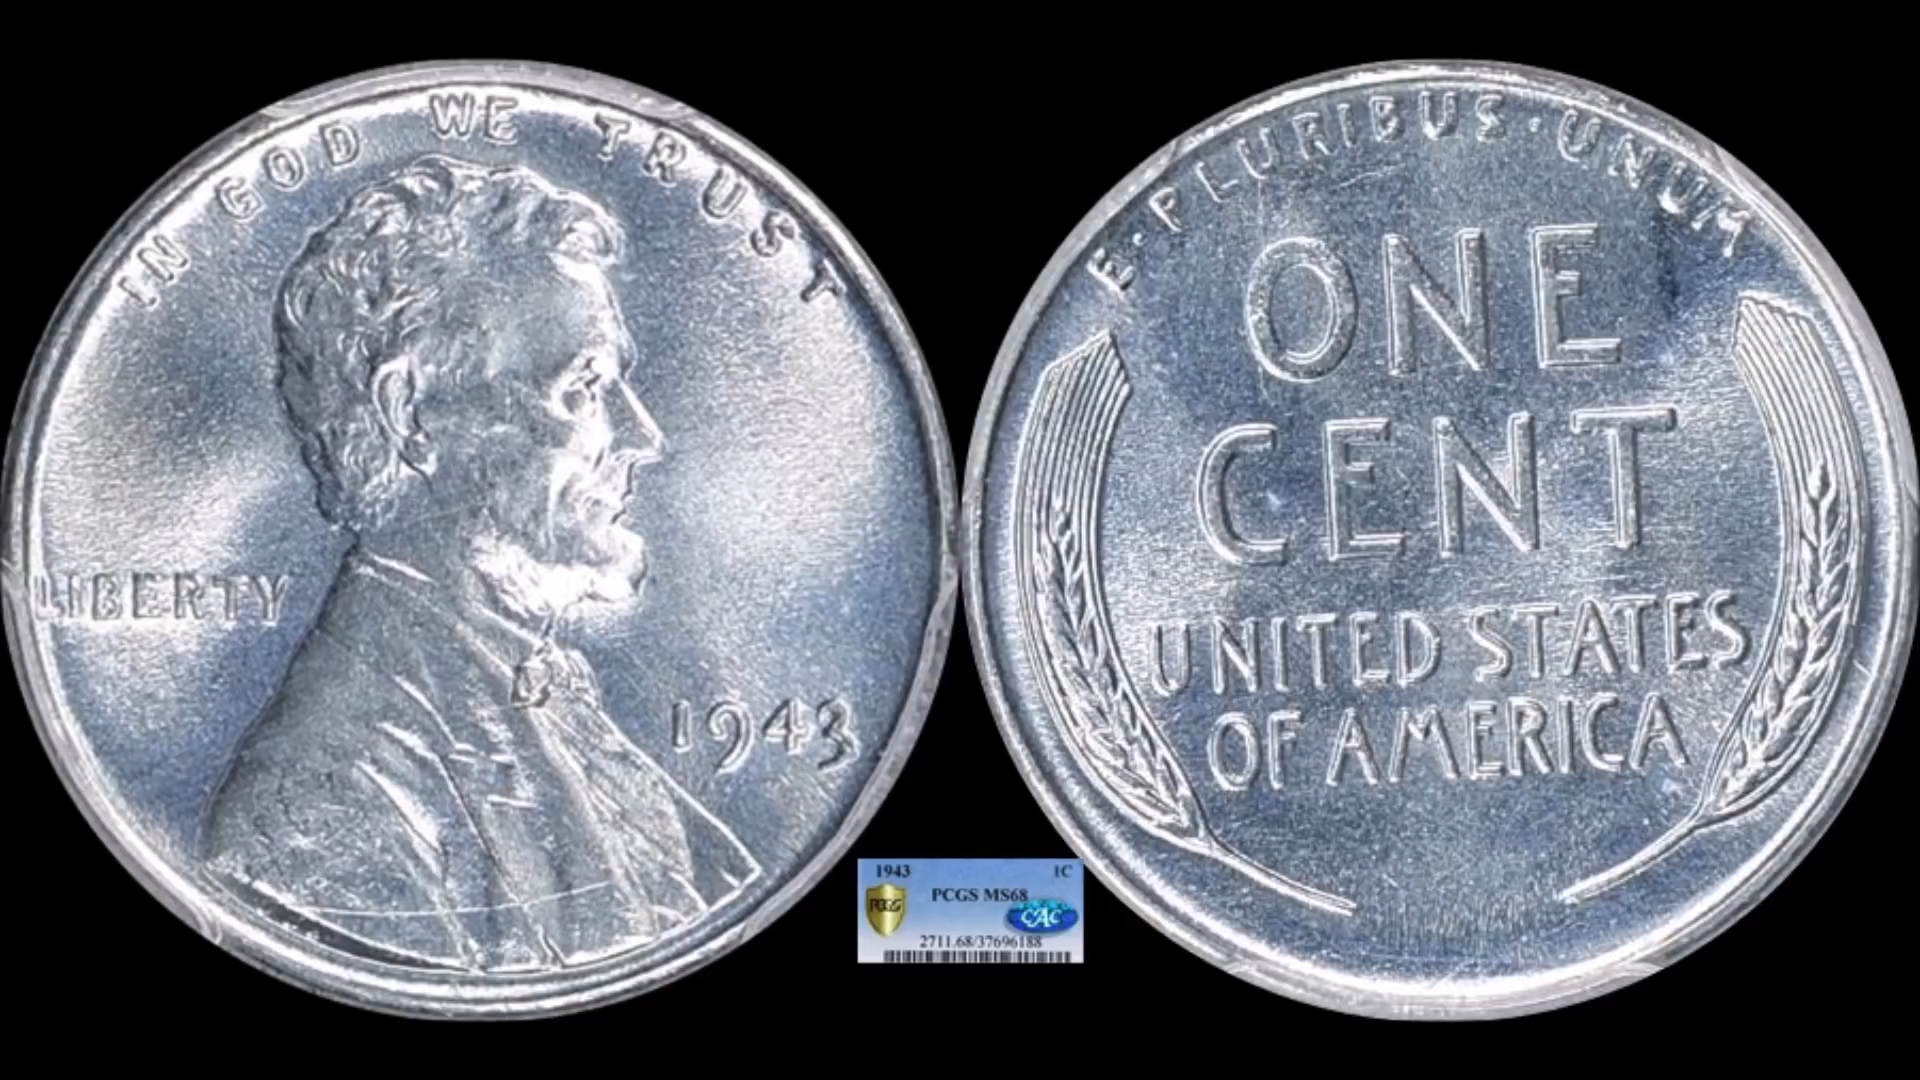 IN GOD WE TRUST
LIBERTY
1943
E·PLURIBUS·UNUM
ONE
CENT
UNITED STATES
OF AMERICA
1943 1C
PCGS MS68
PCGS
CAC
2711.68/37696188